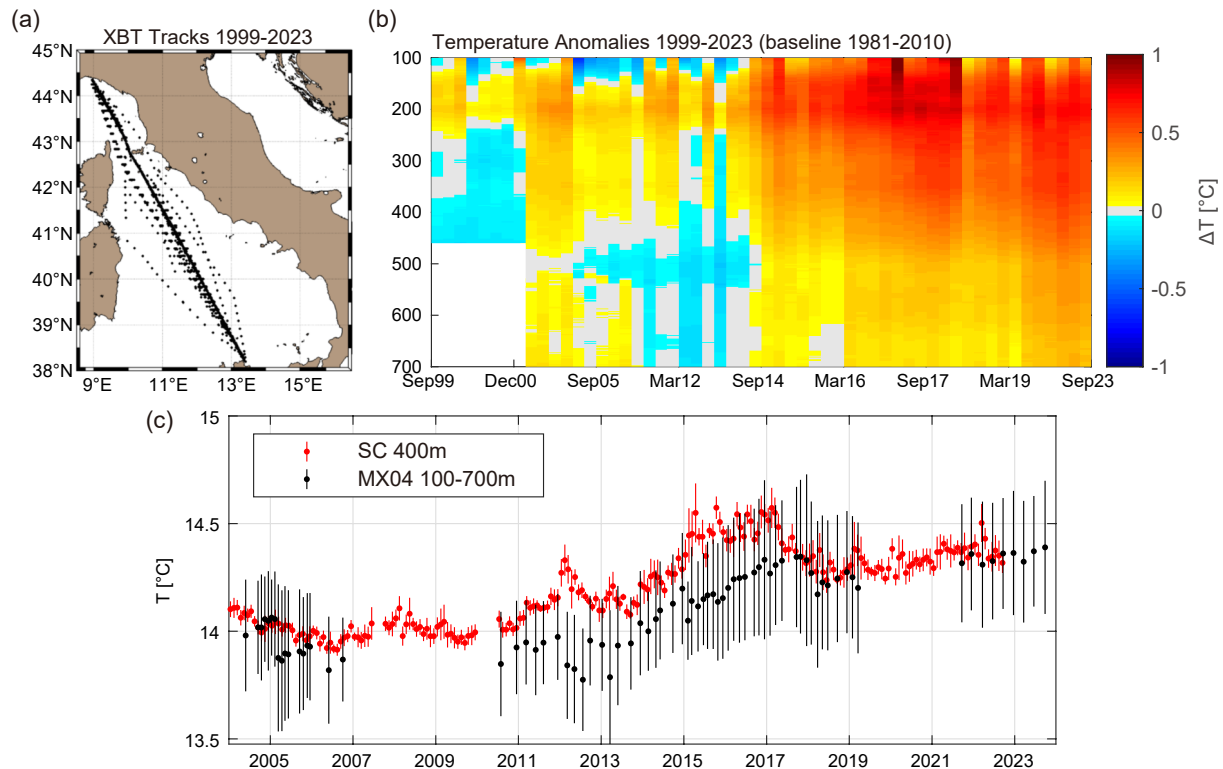 (a)
XBT Tracks 1999-2023
45°N
44°N
43°N
42°N
41°N
40°N
39°N
38°N
9°E
11°E
13°E
15°E
(b)
Temperature Anomalies 1999-2023 (baseline 1981-2010)
100
200
300
400
500
600
700
Sep99
Dec00
Sep05
Mar12
Sep14
Mar16
Sep17
Mar19
Sep23
1
0.5
0
-0.5
-1
ΔT [°C]
(c)
15
14.5
14
13.5
T [°C]
SC 400m
MX04 100-700m
2005
2007
2009
2011
2013
2015
2017
2019
2021
2023